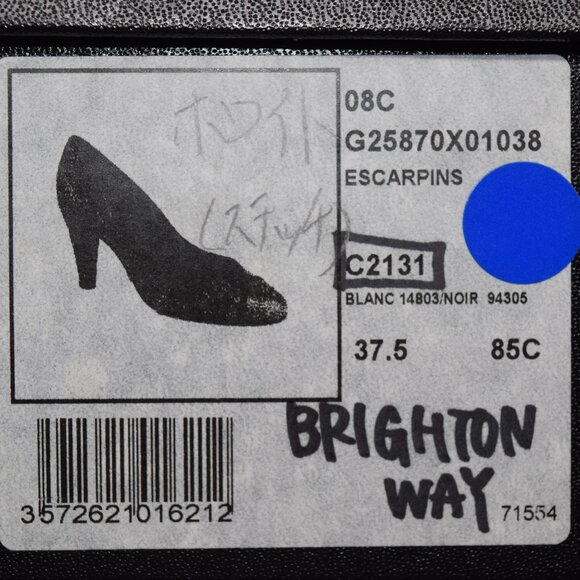 ホワイト
(ステッチ)
08C
G25870X01038
ESCARPINS
C2131
BLANC 14803/NOIR 94305
37.5 85C
BRIGHTON
WAY
3572621016212
71554